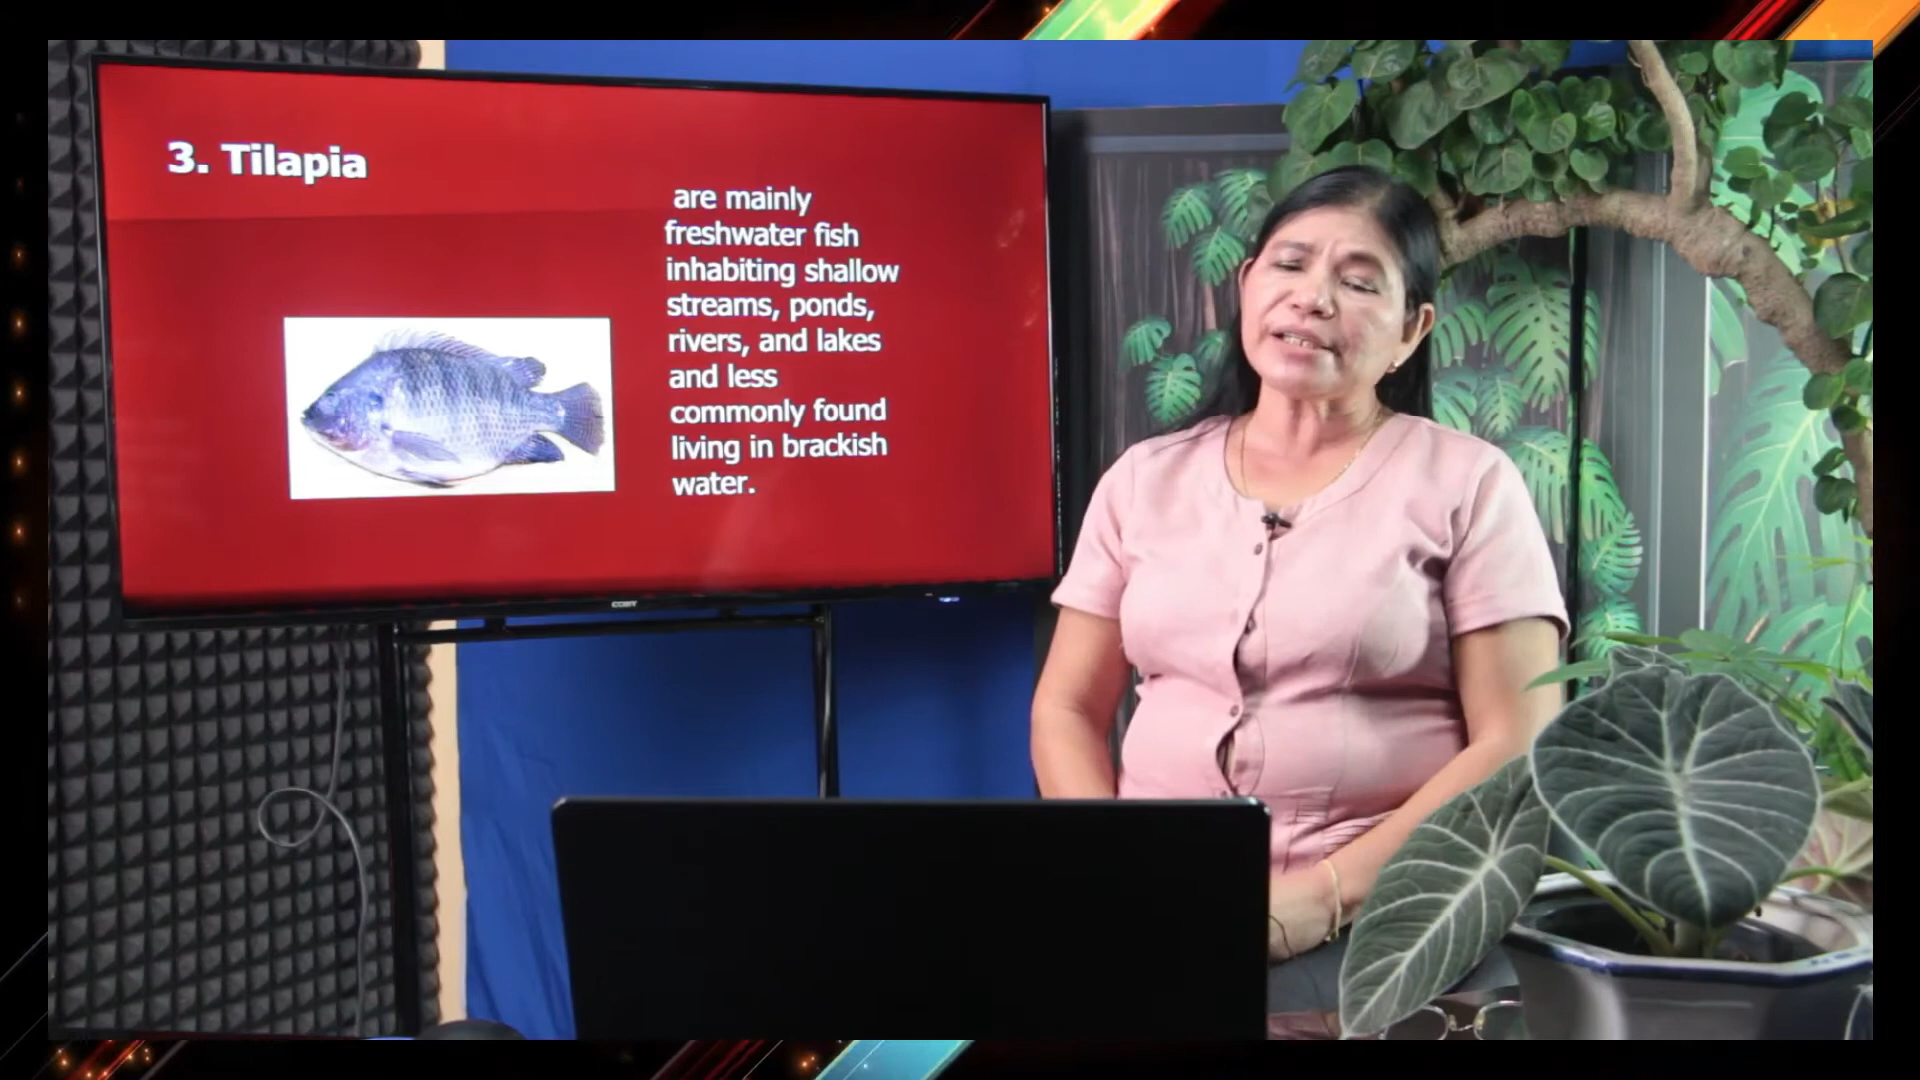 3. Tilapia
are mainly
freshwater fish
inhabiting shallow
streams, ponds,
rivers, and lakes
and less
commonly found
living in brackish
water.
COBY